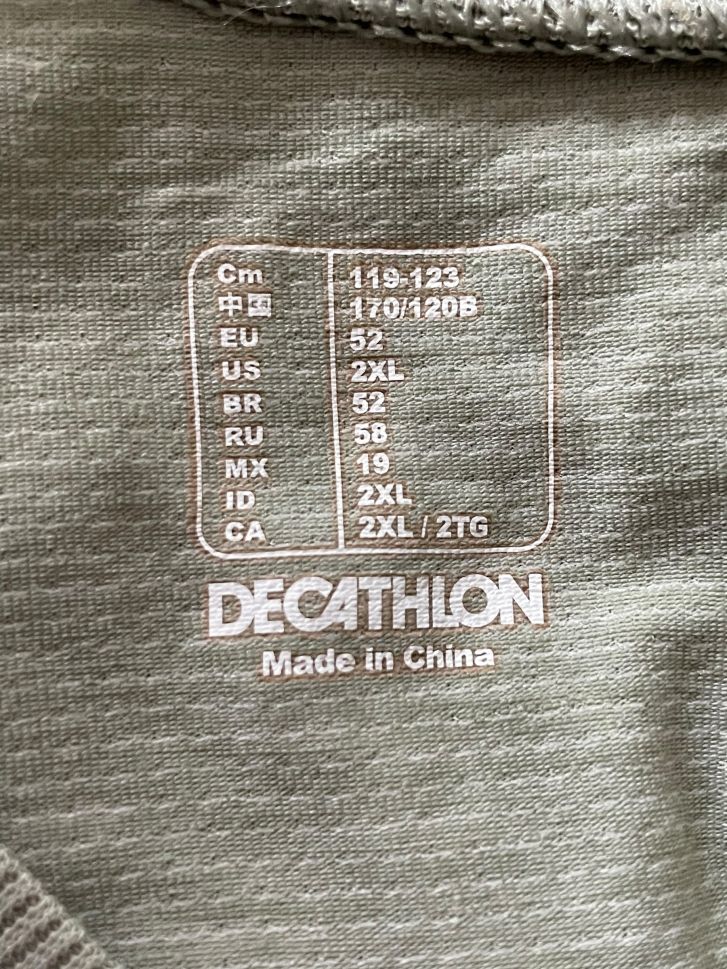 Cm 119-123
中国 170/120B
EU 52
US 2XL
BR 52
RU 58
MX 19
ID 2XL
CA 2XL / 2TG
DECATHLON
Made in China